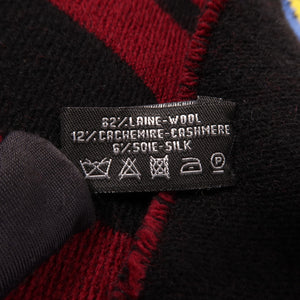 82%LAINE-WOOL
12%CACHEMIRE-CASHMERE
6%SOIE-SILK